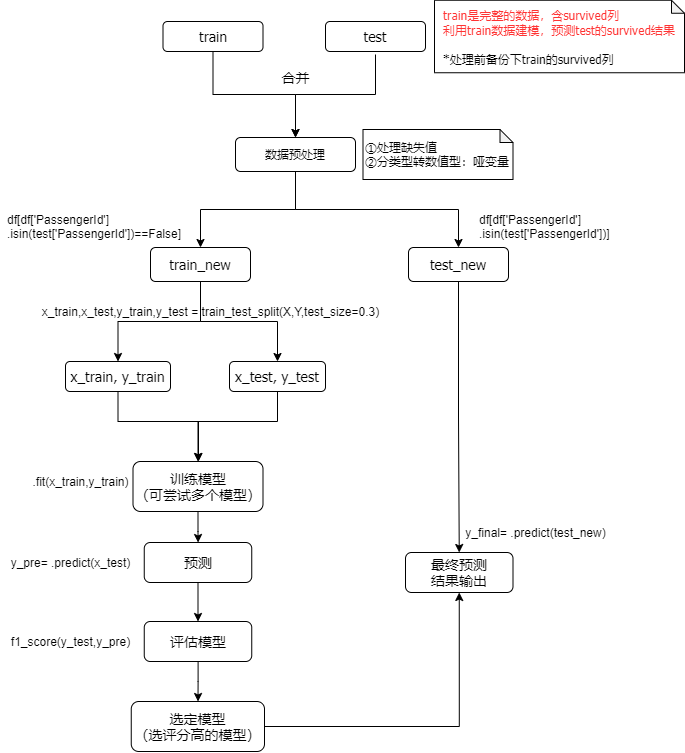 train是完整的数据，含survived列
利用train数据建模，预测test的survived结果
*处理前备份下train的survived列
train
test
合并
数据预处理
①处理缺失值
②分类型转数值型：哑变量
df[df['PassengerId']
.isin(test['PassengerId'])==False]
df[df['PassengerId']
.isin(test['PassengerId'])]
train_new
test_new
x_train,x_test,y_train,y_test = train_test_split(X,Y,test_size=0.3)
x_train, y_train
x_test, y_test
.fit(x_train,y_train)
训练模型
（可尝试多个模型）
y_final= .predict(test_new)
y_pre= .predict(x_test)
预测
最终预测
结果输出
f1_score(y_test,y_pre)
评估模型
选定模型
（选评分高的模型）